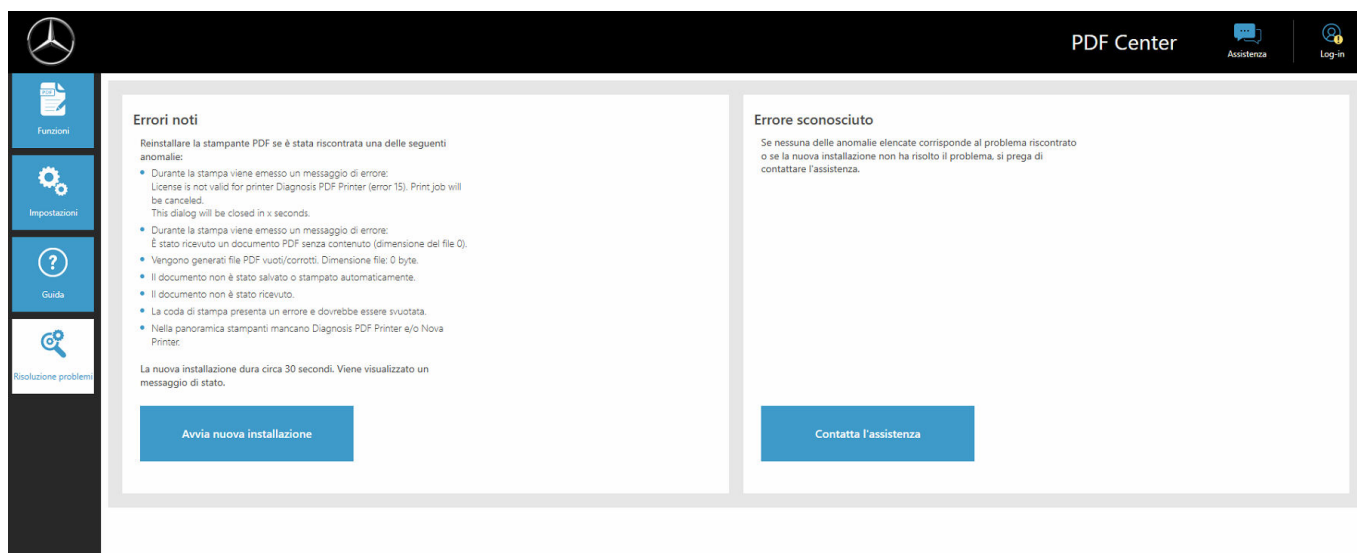 PDF Center
Assistenza
Log-in
PDF
Funzioni
Impostazioni
?
Guida
Risoluzione problemi
Errori noti
Reinstallare la stampante PDF se è stata riscontrata una delle seguenti
anomalie:
• Durante la stampa viene emesso un messaggio di errore:
License is not valid for printer Diagnosis PDF Printer (error 15). Print job will
be canceled.
This dialog will be closed in x seconds.
• Durante la stampa viene emesso un messaggio di errore:
È stato ricevuto un documento PDF senza contenuto (dimensione del file 0).
• Vengono generati file PDF vuoti/corrotti. Dimensione file: 0 byte.
• Il documento non è stato salvato o stampato automaticamente.
• Il documento non è stato ricevuto.
• La coda di stampa presenta un errore e dovrebbe essere svuotata.
• Nella panoramica stampanti mancano Diagnosis PDF Printer e/o Nova
Printer.
La nuova installazione dura circa 30 secondi. Viene visualizzato un
messaggio di stato.
Avvia nuova installazione
Errore sconosciuto
Se nessuna delle anomalie elencate corrisponde al problema riscontrato
o se la nuova installazione non ha risolto il problema, si prega di
contattare l'assistenza.
Contatta l'assistenza